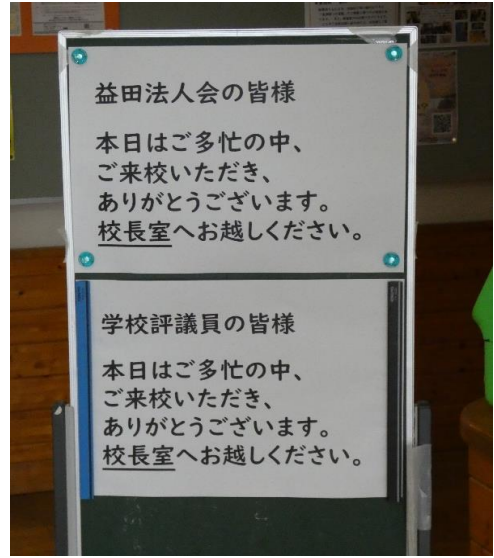 益田法人会の皆様
本日はご多忙の中、
ご来校いただき、
ありがとうございます。
校長室へお越しください。
学校評議員の皆様
本日はご多忙の中、
ご来校いただき、
ありがとうございます。
校長室へお越しください。